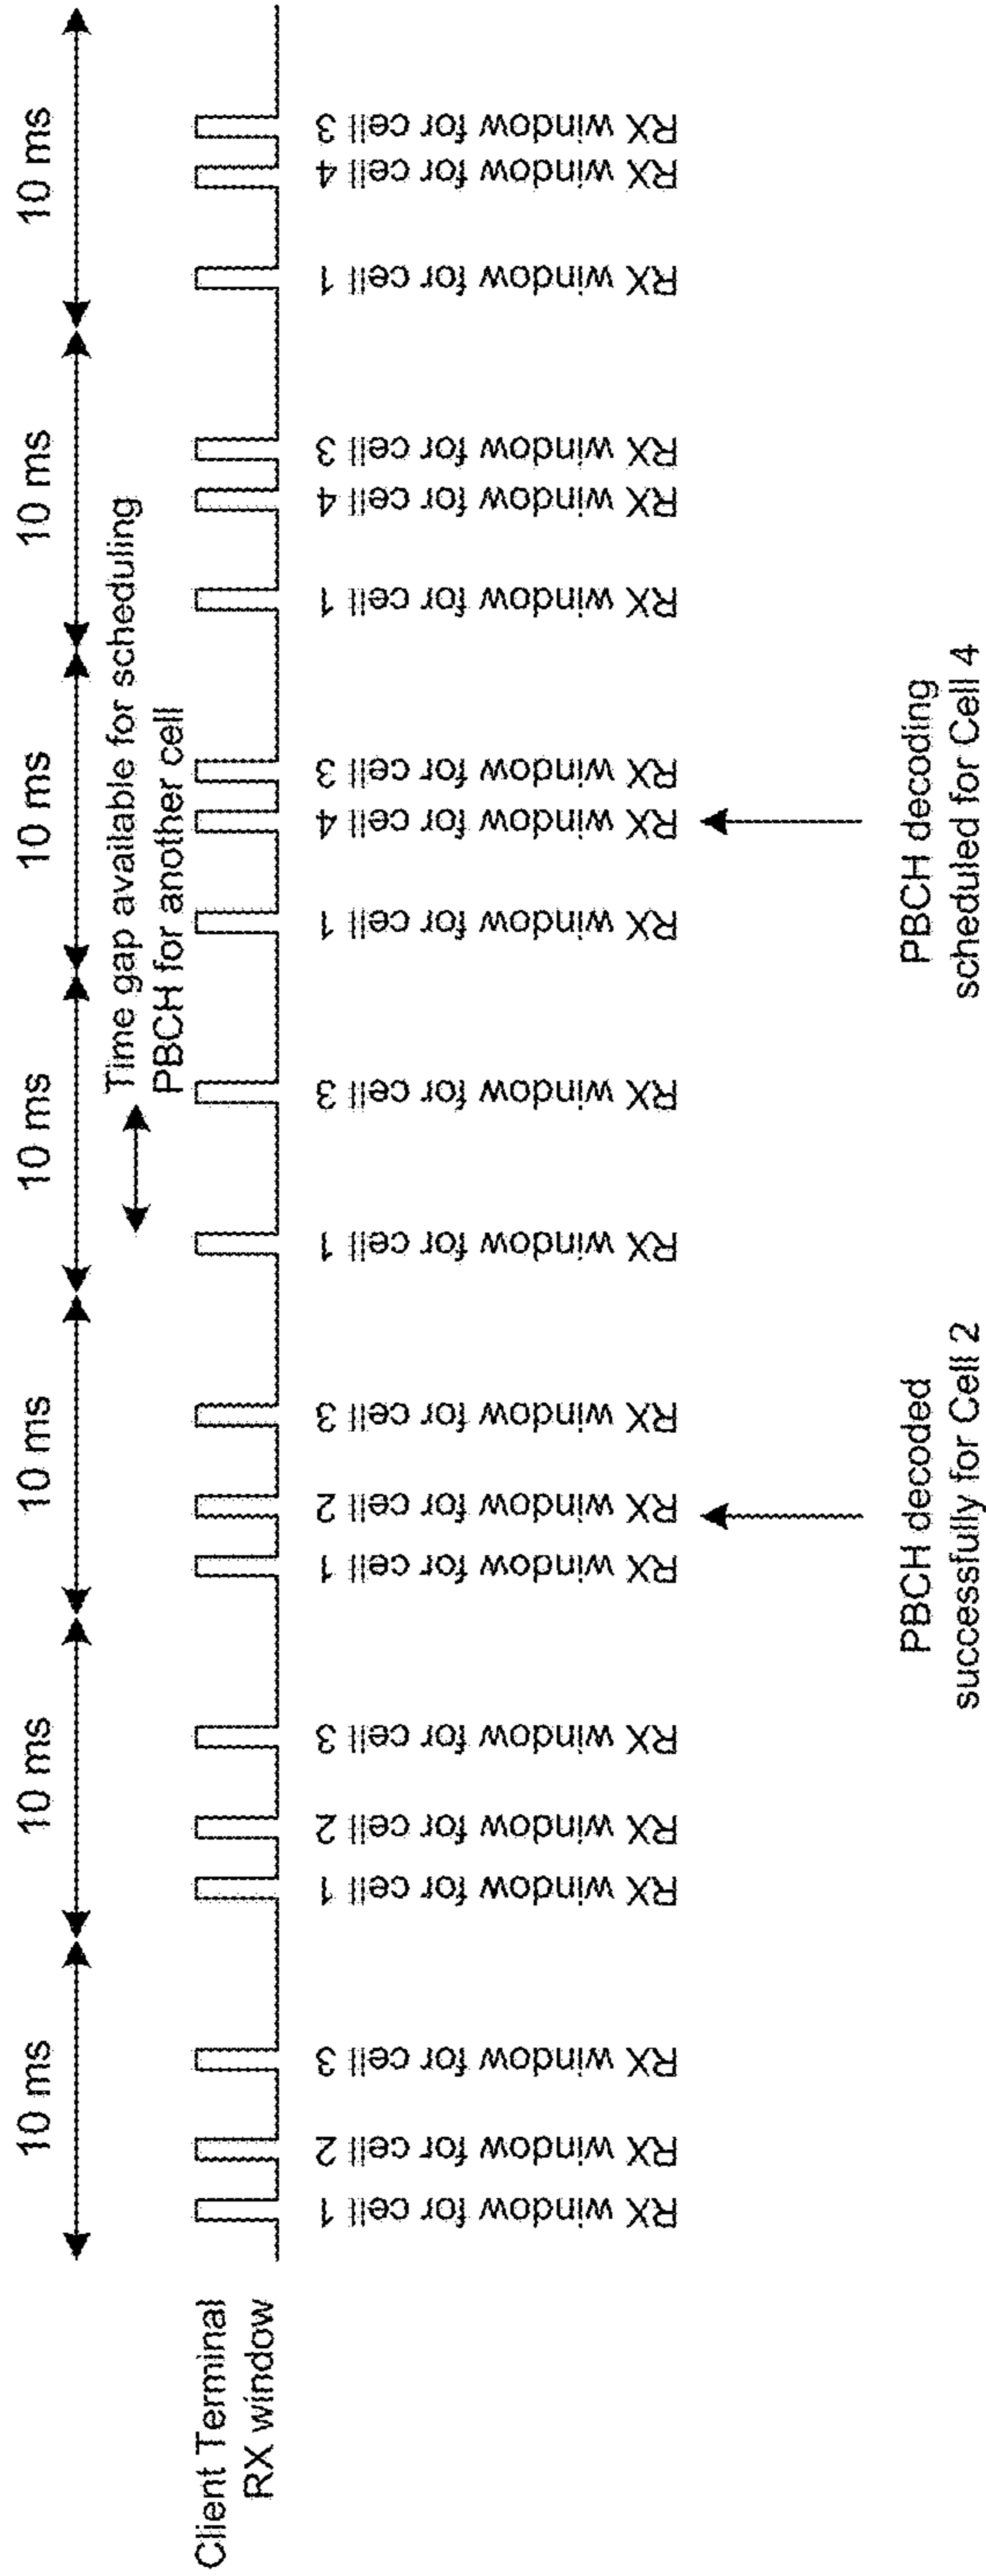 10 ms
10 ms
10 ms
10 ms
10 ms
10 ms
10 ms
Time gap available for scheduling
PBCH for another cell
Client Terminal
RX window
RX window for cell 1
RX window for cell 2
RX window for cell 3
RX window for cell 1
RX window for cell 2
RX window for cell 3
RX window for cell 1
RX window for cell 2
RX window for cell 3
RX window for cell 1
RX window for cell 3
RX window for cell 1
RX window for cell 4
RX window for cell 3
RX window for cell 1
RX window for cell 4
RX window for cell 3
RX window for cell 1
RX window for cell 4
RX window for cell 3
PBCH decoded
successfully for Cell 2
PBCH decoding
scheduled for Cell 4